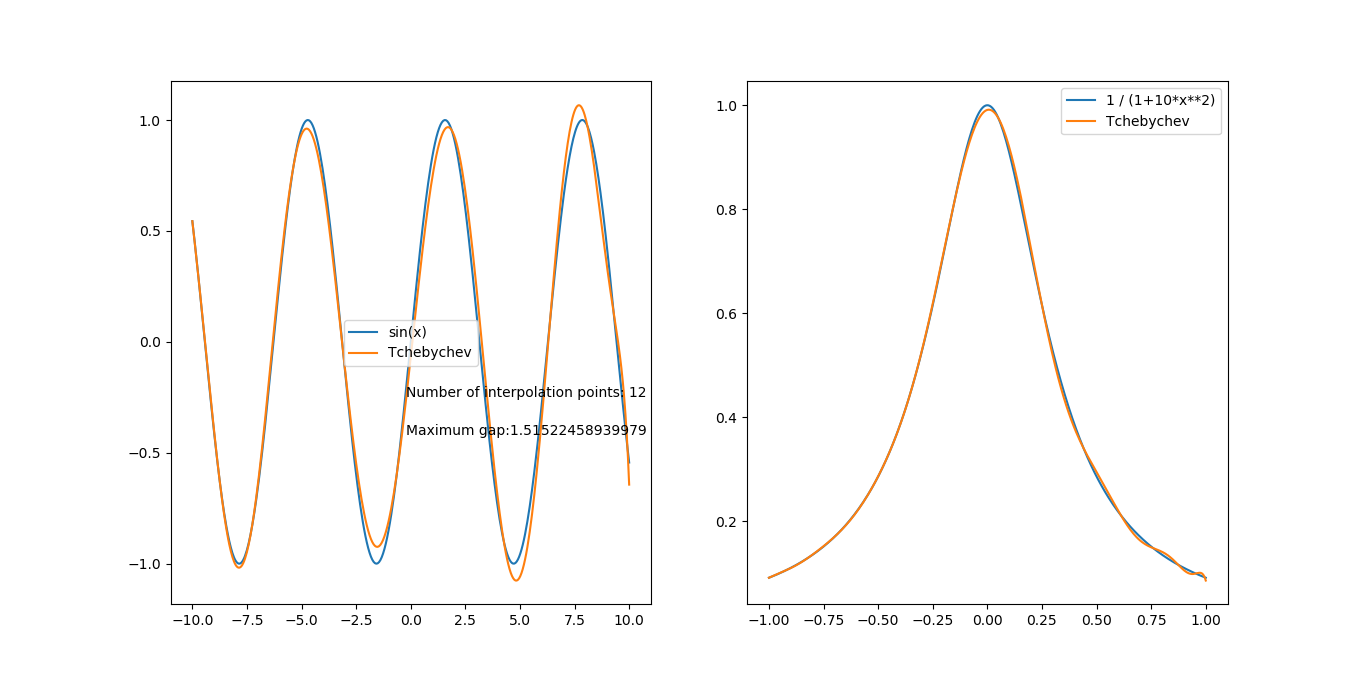 1.0
0.5
0.0
−0.5
−1.0
−10.0 −7.5 −5.0 −2.5 0.0 2.5 5.0 7.5 10.0
sin(x)
Tchebychev
Number of interpolation points: 12
Maximum gap:1.51522458939979
1.0
0.8
0.6
0.4
0.2
−1.00 −0.75 −0.50 −0.25 0.00 0.25 0.50 0.75 1.00
1 / (1+10*x**2)
Tchebychev